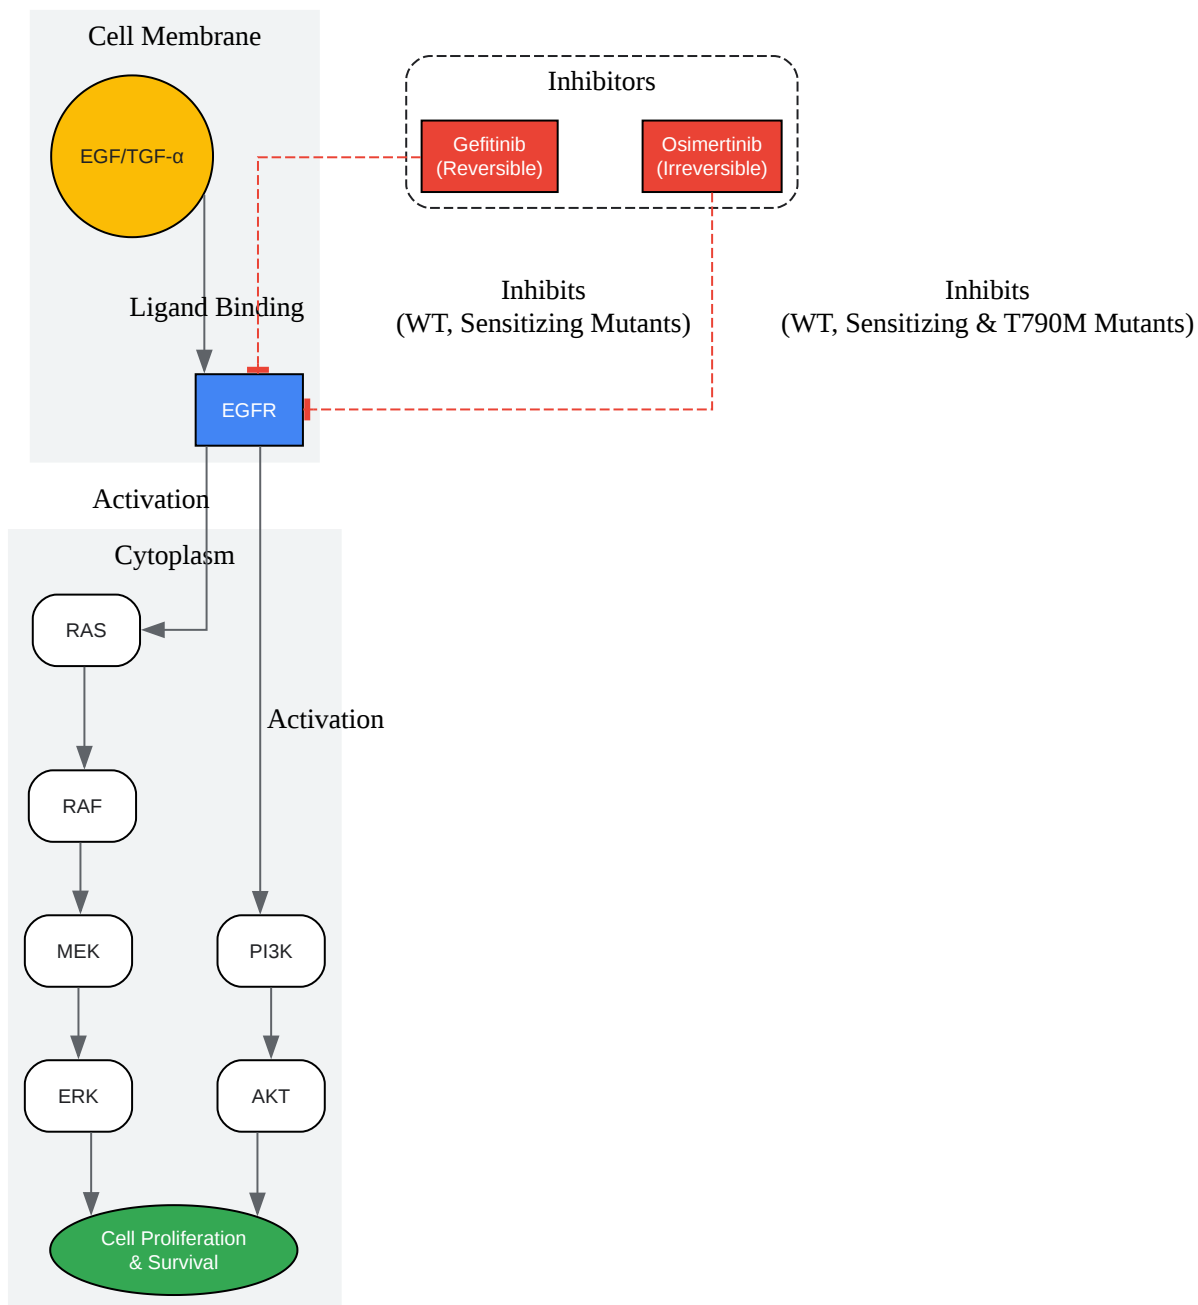 Cell Membrane
Inhibitors
EGF/TGF-α
Gefitinib
(Reversible)
Osimertinib
(Irreversible)
Ligand Binding
Inhibits
(WT, Sensitizing Mutants)
Inhibits
(WT, Sensitizing & T790M Mutants)
EGFR
Activation
Cytoplasm
RAS
Activation
RAF
MEK
PI3K
ERK
AKT
Cell Proliferation
& Survival